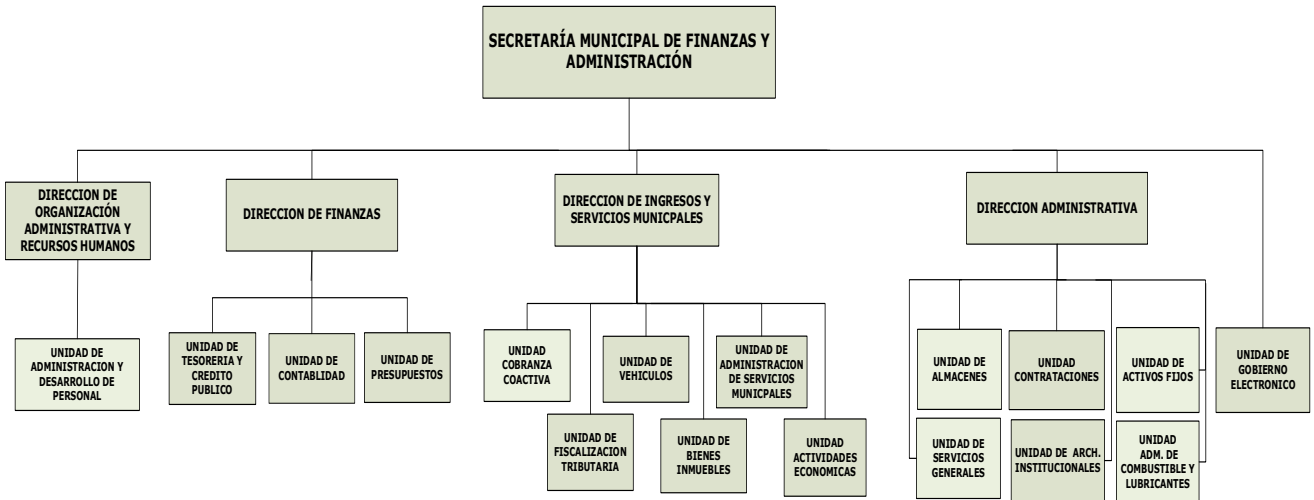 SECRETARÍA MUNICIPAL DE FINANZAS Y
ADMINISTRACIÓN
DIRECCION DE
ORGANIZACIÓN
ADMINISTRATIVA Y
RECURSOS HUMANOS
DIRECCION DE FINANZAS
DIRECCION DE INGRESOS Y
SERVICIOS MUNICPALES
DIRECCION ADMINISTRATIVA
UNIDAD DE
ADMINISTRACION Y
DESARROLLO DE
PERSONAL
UNIDAD DE
TESORERIA Y
CREDITO
PUBLICO
UNIDAD DE
CONTABLIDAD
UNIDAD DE
PRESUPUESTOS
UNIDAD
COBRANZA
COACTIVA
UNIDAD DE
VEHICULOS
UNIDAD DE
ADMINISTRACION
DE SERVICIOS
MUNICPALES
UNIDAD DE
FISCALIZACION
TRIBUTARIA
UNIDAD DE
BIENES
INMUEBLES
UNIDAD
ACTIVIDADES
ECONOMICAS
UNIDAD DE
ALMACENES
UNIDAD
CONTRATACIONES
UNIDAD DE
ACTIVOS FIJOS
UNIDAD DE
SERVICIOS
GENERALES
UNIDAD DE ARCH.
INSTITUCIONALES
UNIDAD
ADM. DE
COMBUSTIBLE Y
LUBRICANTES
UNIDAD DE
GOBIERNO
ELECTRONICO